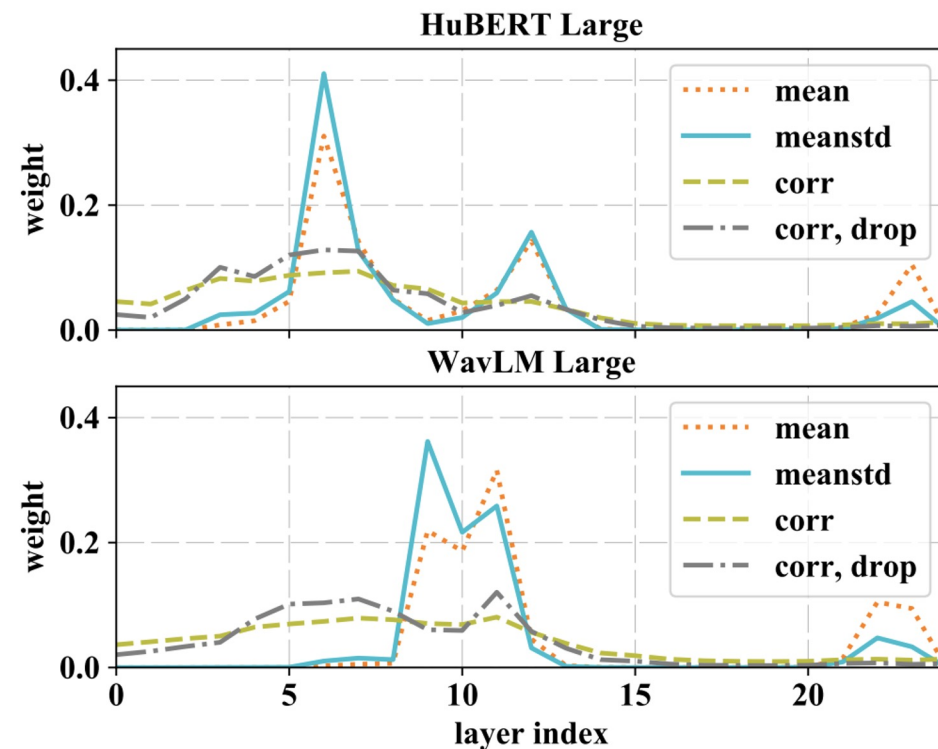 HuBERT Large
weight
0.4
0.2
0.0
mean
meanstd
corr
corr, drop
WavLM Large
weight
0.4
0.2
0.0
mean
meanstd
corr
corr, drop
0 5 10 15 20
layer index